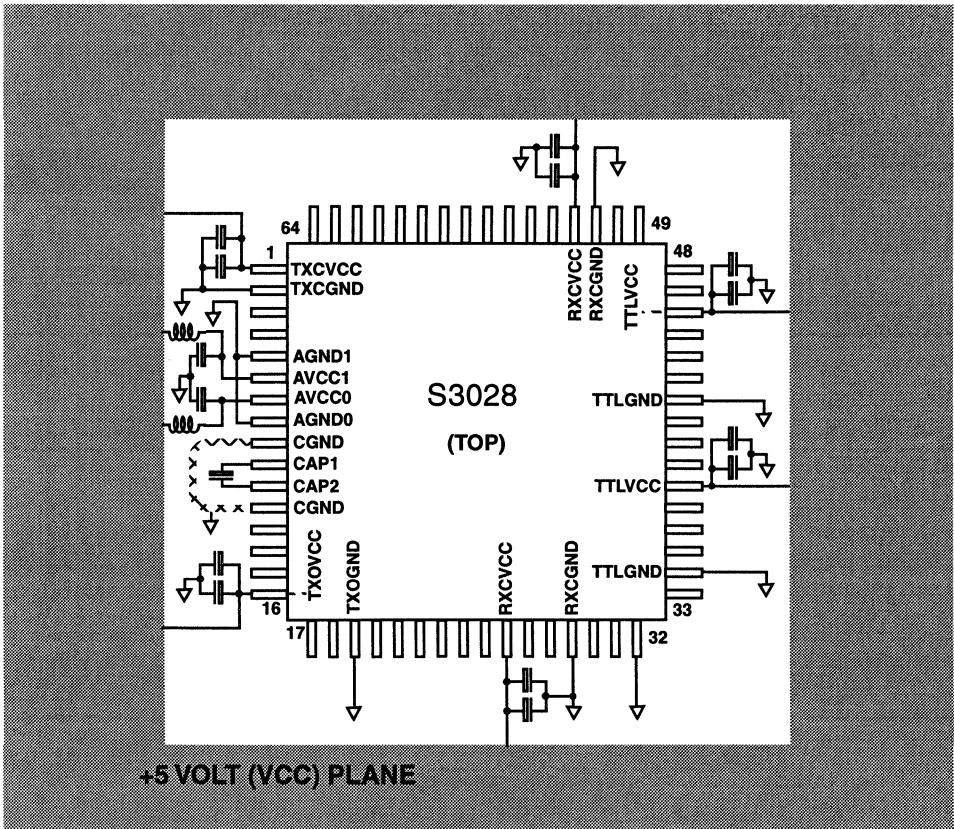 64
49
1
48
TXCVCC
TXCGND
RXCVCC
RXCGND
TTLVCC
AGND1
AVCC1
AVCC0
AGND0
CGND
CAP1
CAP2
CGND
S3028
(TOP)
TTLGND
TTLVCC
TTLGND
TXOVCC
TXOGND
RXCVCC
RXCGND
16
33
17
32
+5 VOLT (VCC) PLANE